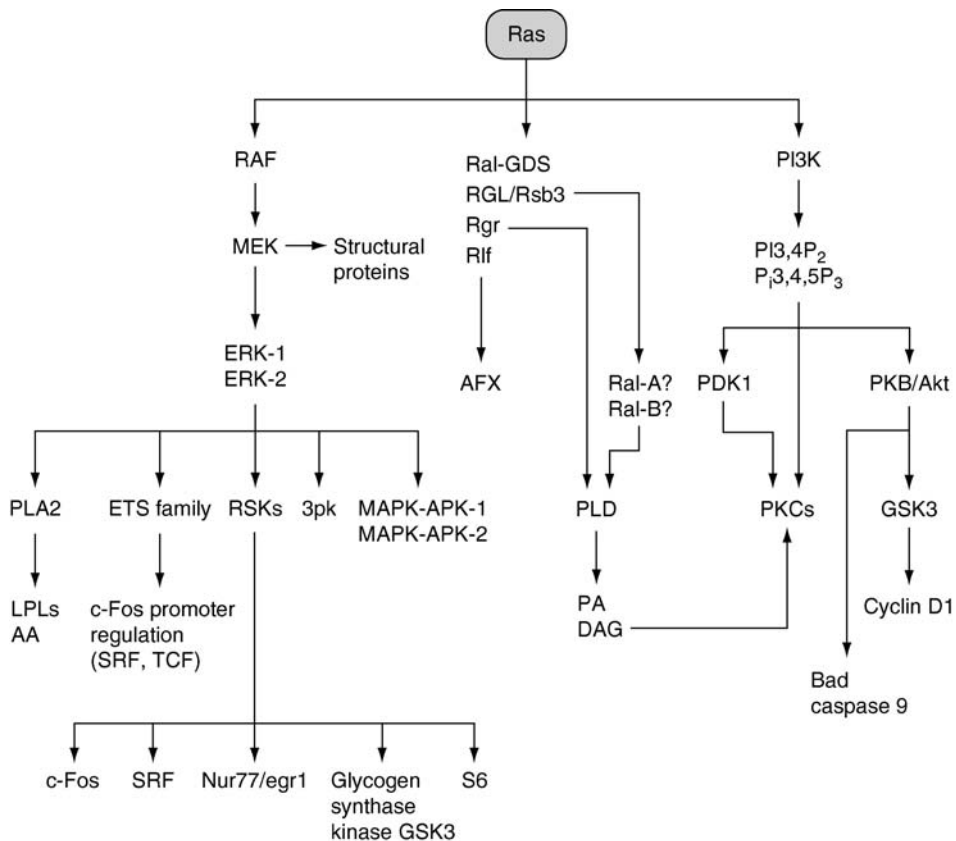 Ras
RAF
Ral-GDS
RGL/Rsb3
Rgr
Rlf
PI3K
MEK
Structural
proteins
PI3,4P₂
Pᵢ3,4,5P₃
ERK-1
ERK-2
AFX
Ral-A?
Ral-B?
PDK1
PKB/Akt
PLA2
ETS family
RSKs
3pk
MAPK-APK-1
MAPK-APK-2
PLD
PKCs
GSK3
LPLs
AA
c-Fos promoter
regulation
(SRF, TCF)
PA
DAG
Cyclin D1
Bad
caspase 9
c-Fos
SRF
Nur77/egr1
Glycogen
synthase
kinase GSK3
S6